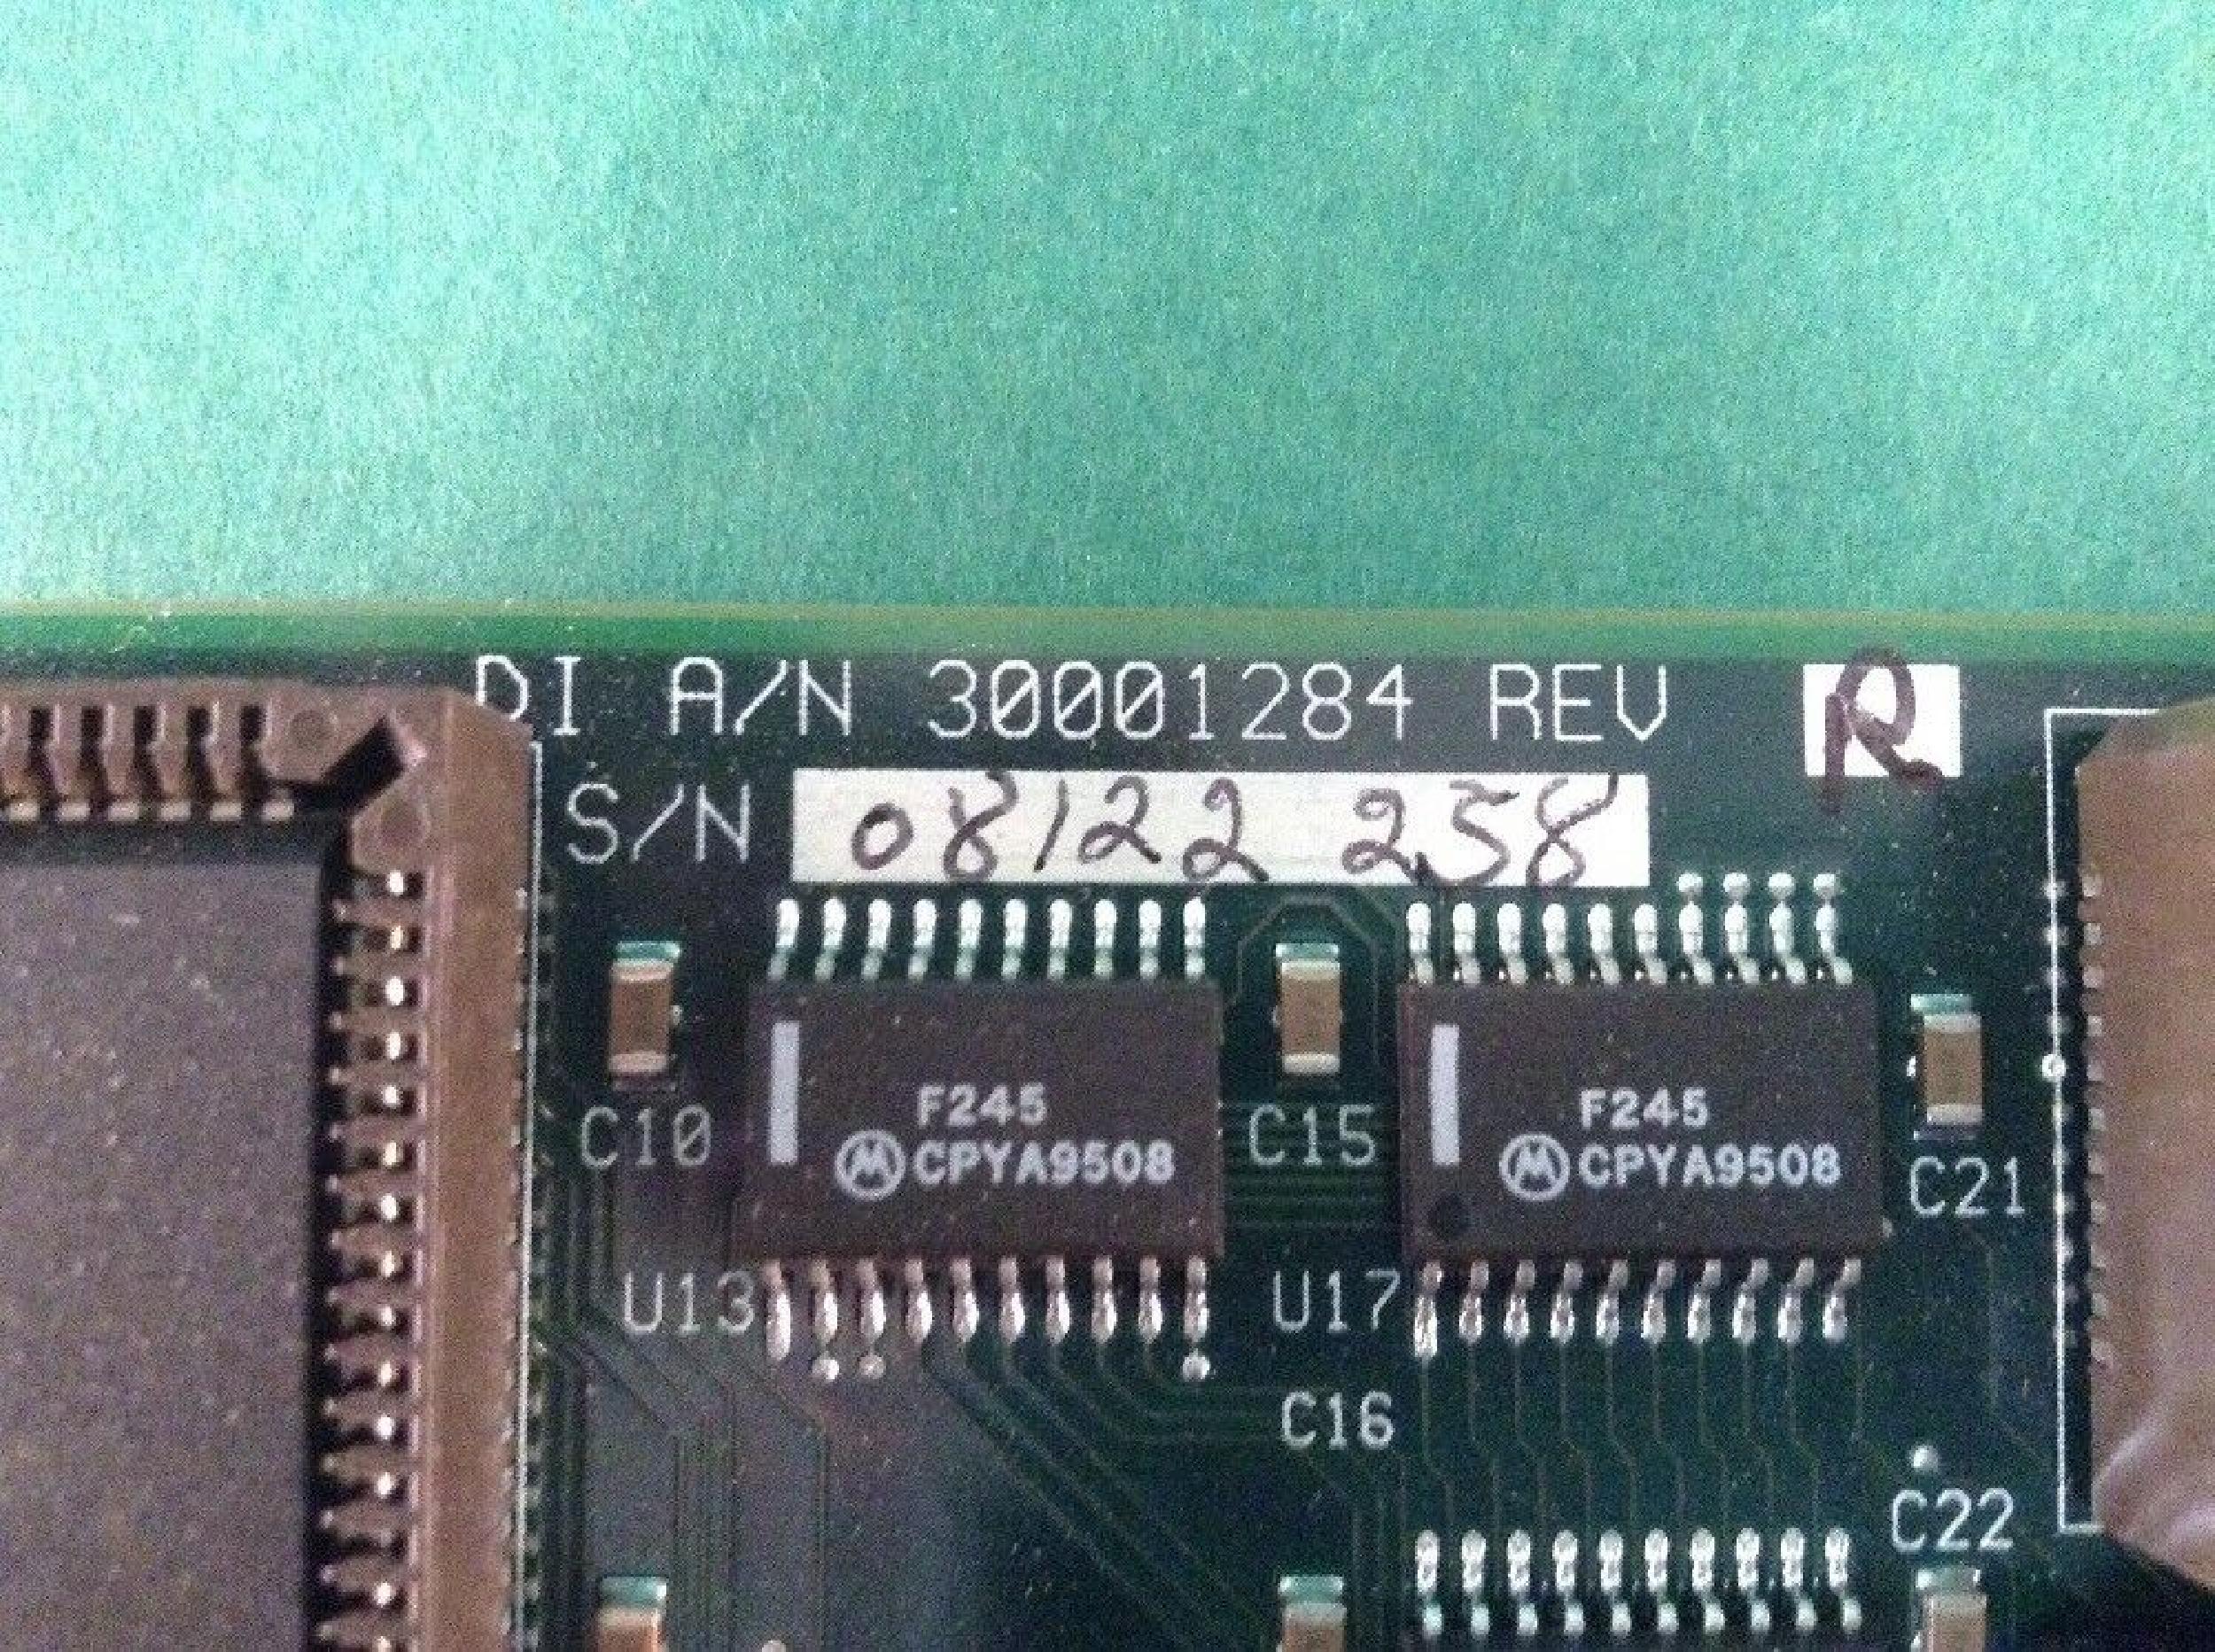 DI A/N 30001284 REV R
S/N 08122 258
C10
F245
CPYA9508
C15
F245
CPYA9508
C21
U13
U17
C16
C22